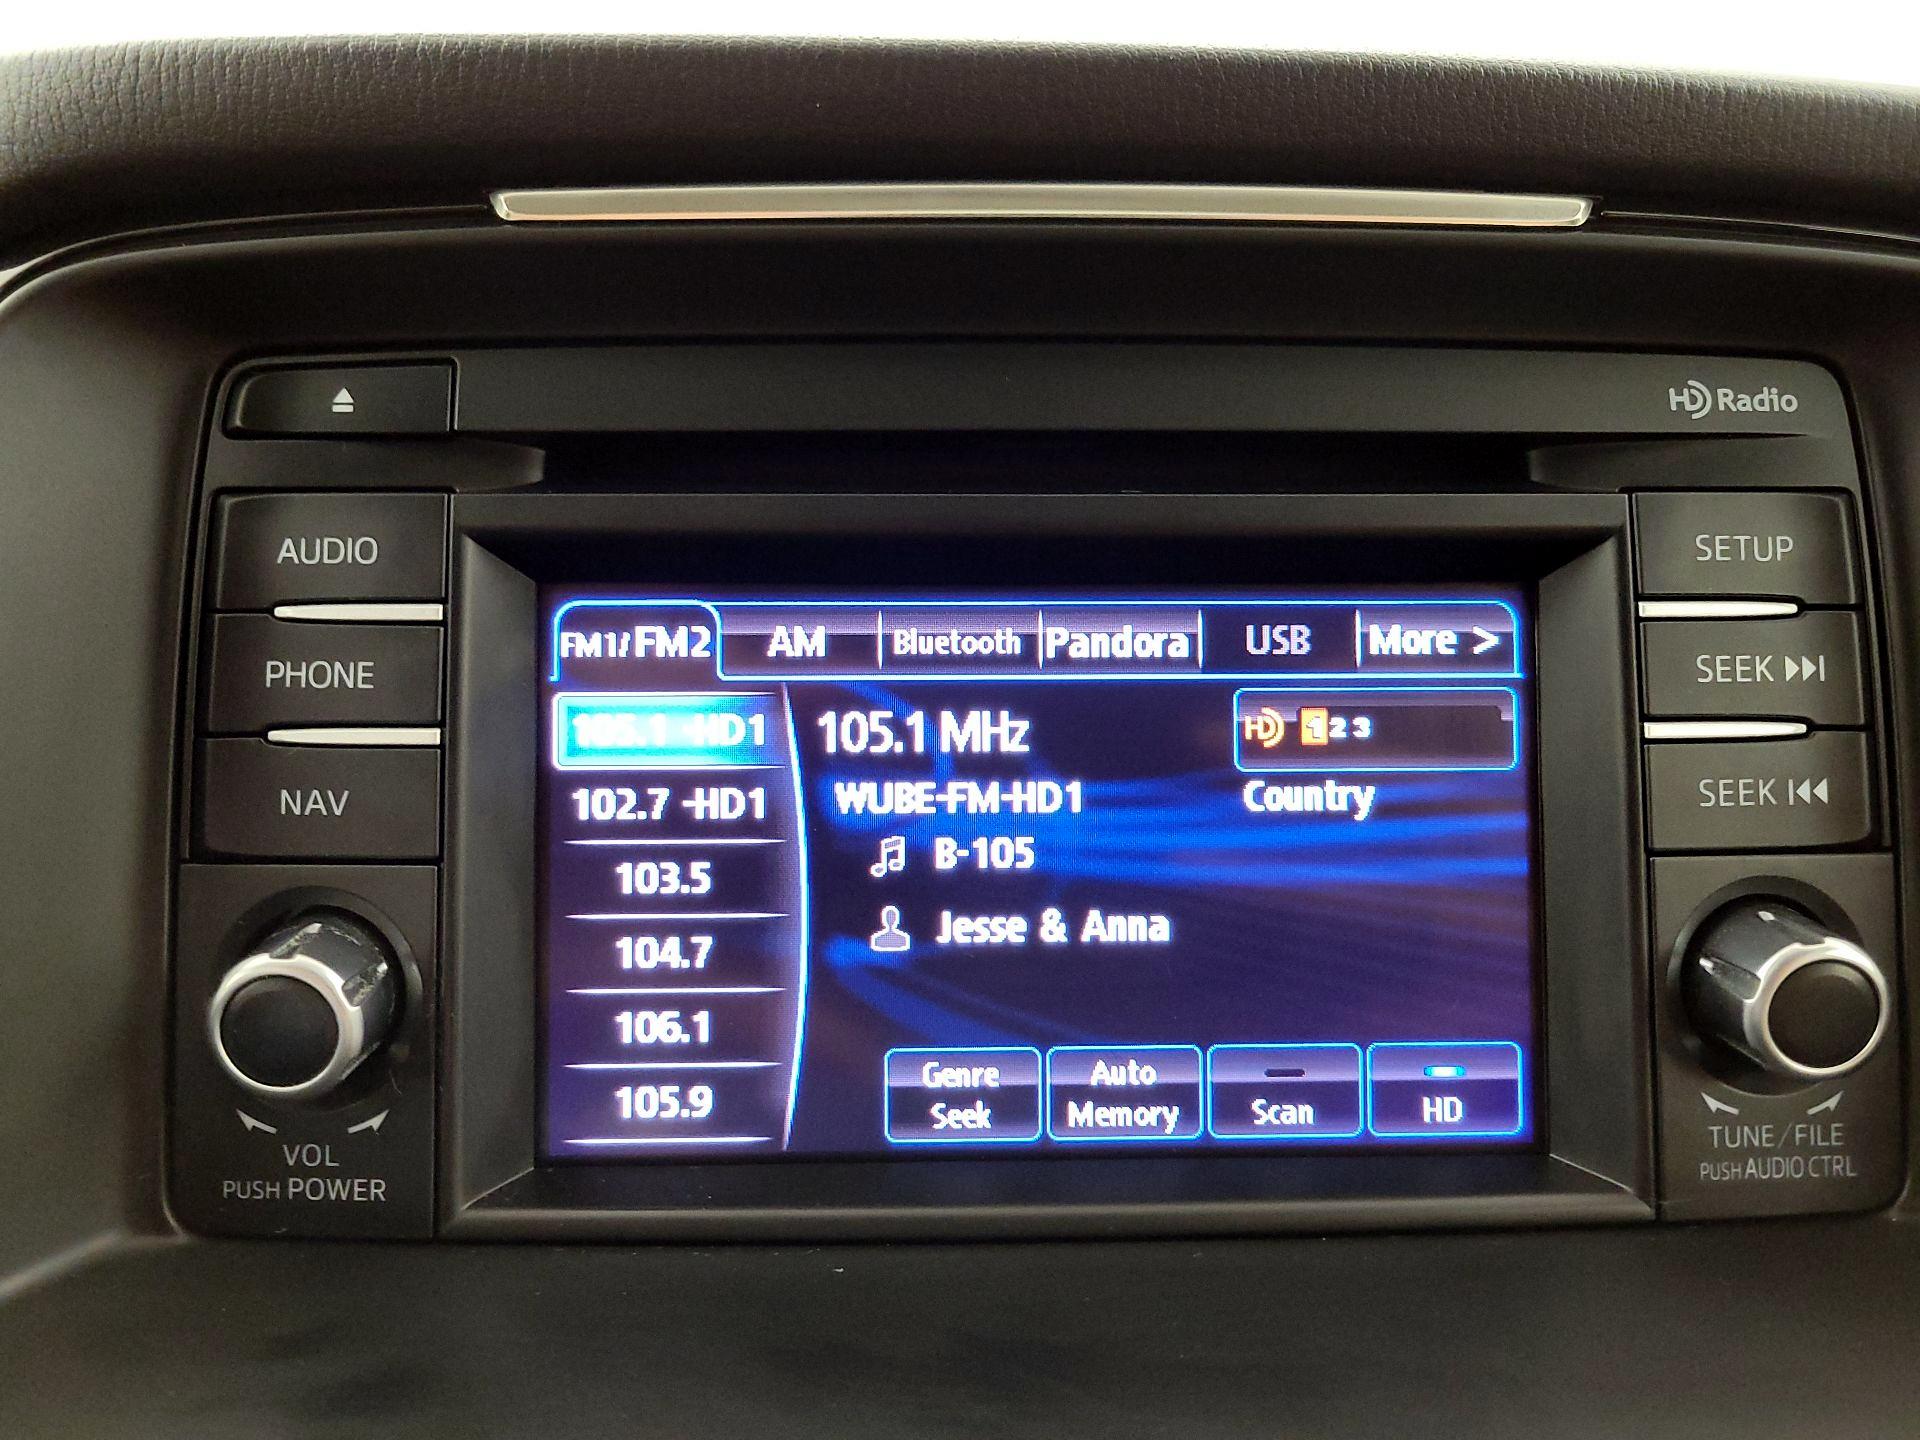 HD Radio
AUDIO
PHONE
NAV
VOL
PUSH POWER
FM1/FM2 AM Bluetooth Pandora USB More >
105.1 -HD1
102.7 -HD1
103.5
104.7
106.1
105.9
105.1 MHz
HD 1 2 3
WUBE-FM-HD1
Country
B-105
Jesse & Anna
Genre
Seek
Auto
Memory
Scan
HD
SETUP
SEEK
SEEK
TUNE/FILE
PUSH AUDIO CTRL